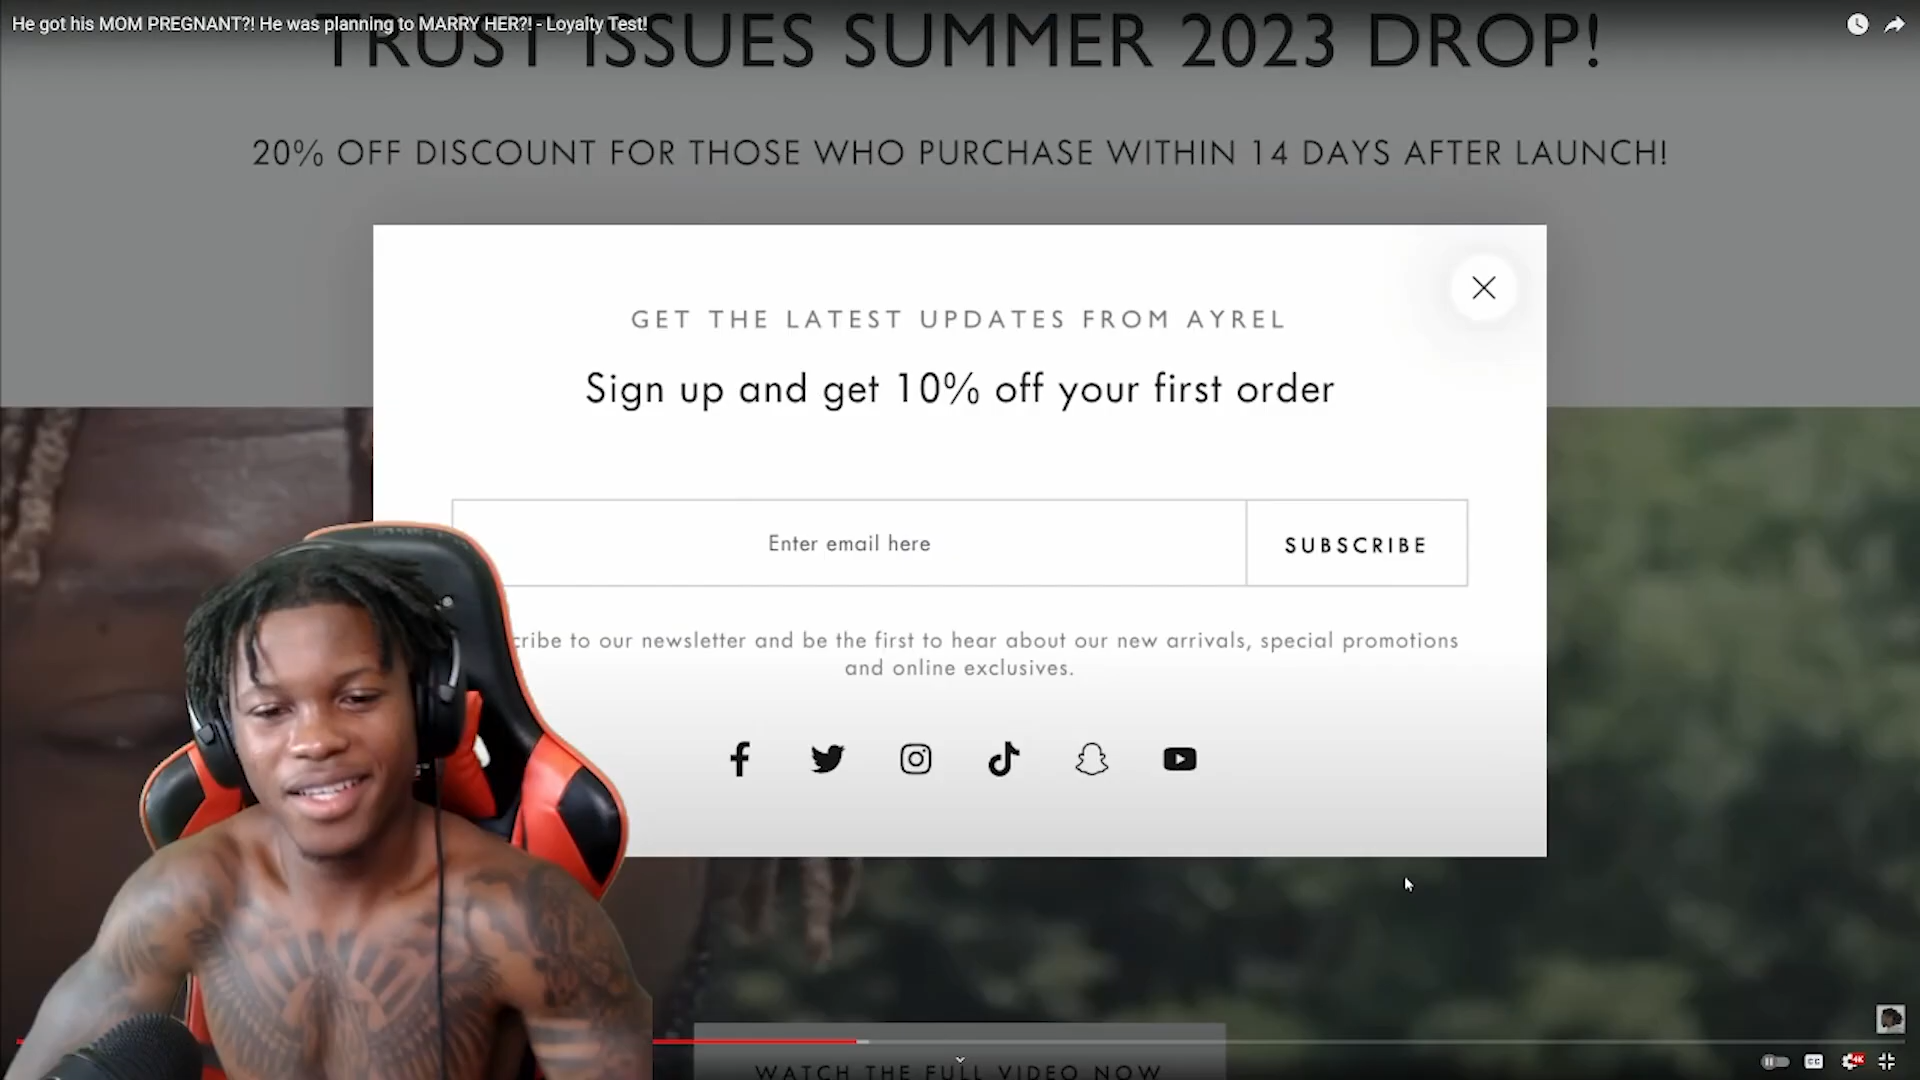 He got his MOM PREGNANT?! He was planning to MARRY HER?! - Loyalty Test!
TRUST ISSUES SUMMER 2023 DROP!
20% OFF DISCOUNT FOR THOSE WHO PURCHASE WITHIN 14 DAYS AFTER LAUNCH!
GET THE LATEST UPDATES FROM AYREL
Sign up and get 10% off your first order
Enter email here
SUBSCRIBE
cribe to our newsletter and be the first to hear about our new arrivals, special promotions
and online exclusives.
WATCH THE FULL VIDEO NOW
CC
4K